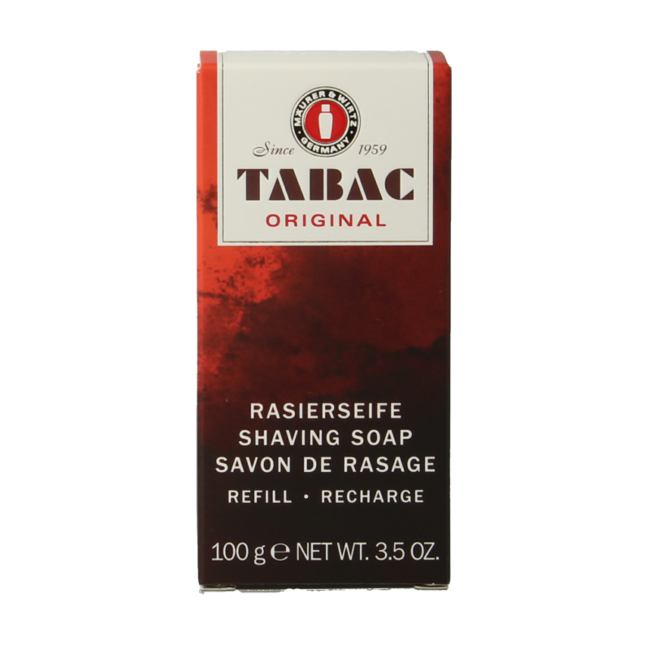 MÄURER & WIRTZ
· GERMANY ·
Since 1959
TABAC
ORIGINAL
RASIERSEIFE
SHAVING SOAP
SAVON DE RASAGE
REFILL · RECHARGE
100 g ℮ NET WT. 3.5 OZ.